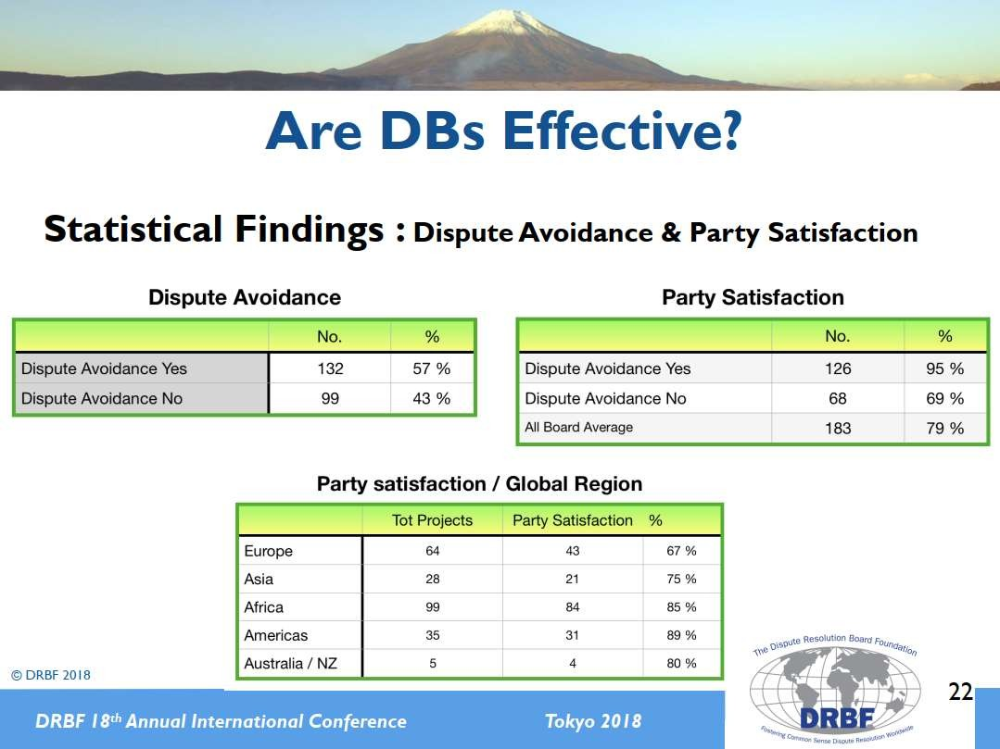 Are DBs Effective?
Statistical Findings : Dispute Avoidance & Party Satisfaction
Dispute Avoidance
No. %
Dispute Avoidance Yes 132 57 %
Dispute Avoidance No 99 43 %
Party Satisfaction
No. %
Dispute Avoidance Yes 126 95 %
Dispute Avoidance No 68 69 %
All Board Average 183 79 %
Party satisfaction / Global Region
Tot Projects Party Satisfaction %
Europe 64 43 67 %
Asia 28 21 75 %
Africa 99 84 85 %
Americas 35 31 89 %
Australia / NZ 5 4 80 %
The Dispute Resolution Board Foundation
DRBF
Fostering Common Sense Dispute Resolution Worldwide
© DRBF 2018
22
DRBF 18th Annual International Conference Tokyo 2018